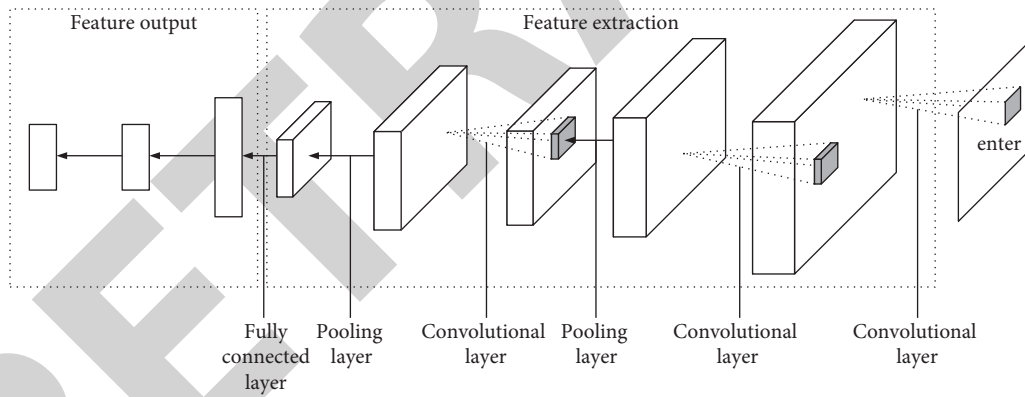 Feature output
Feature extraction
enter
Fully
connected
layer
Pooling
layer
Convolutional
layer
Pooling
layer
Convolutional
layer
Convolutional
layer